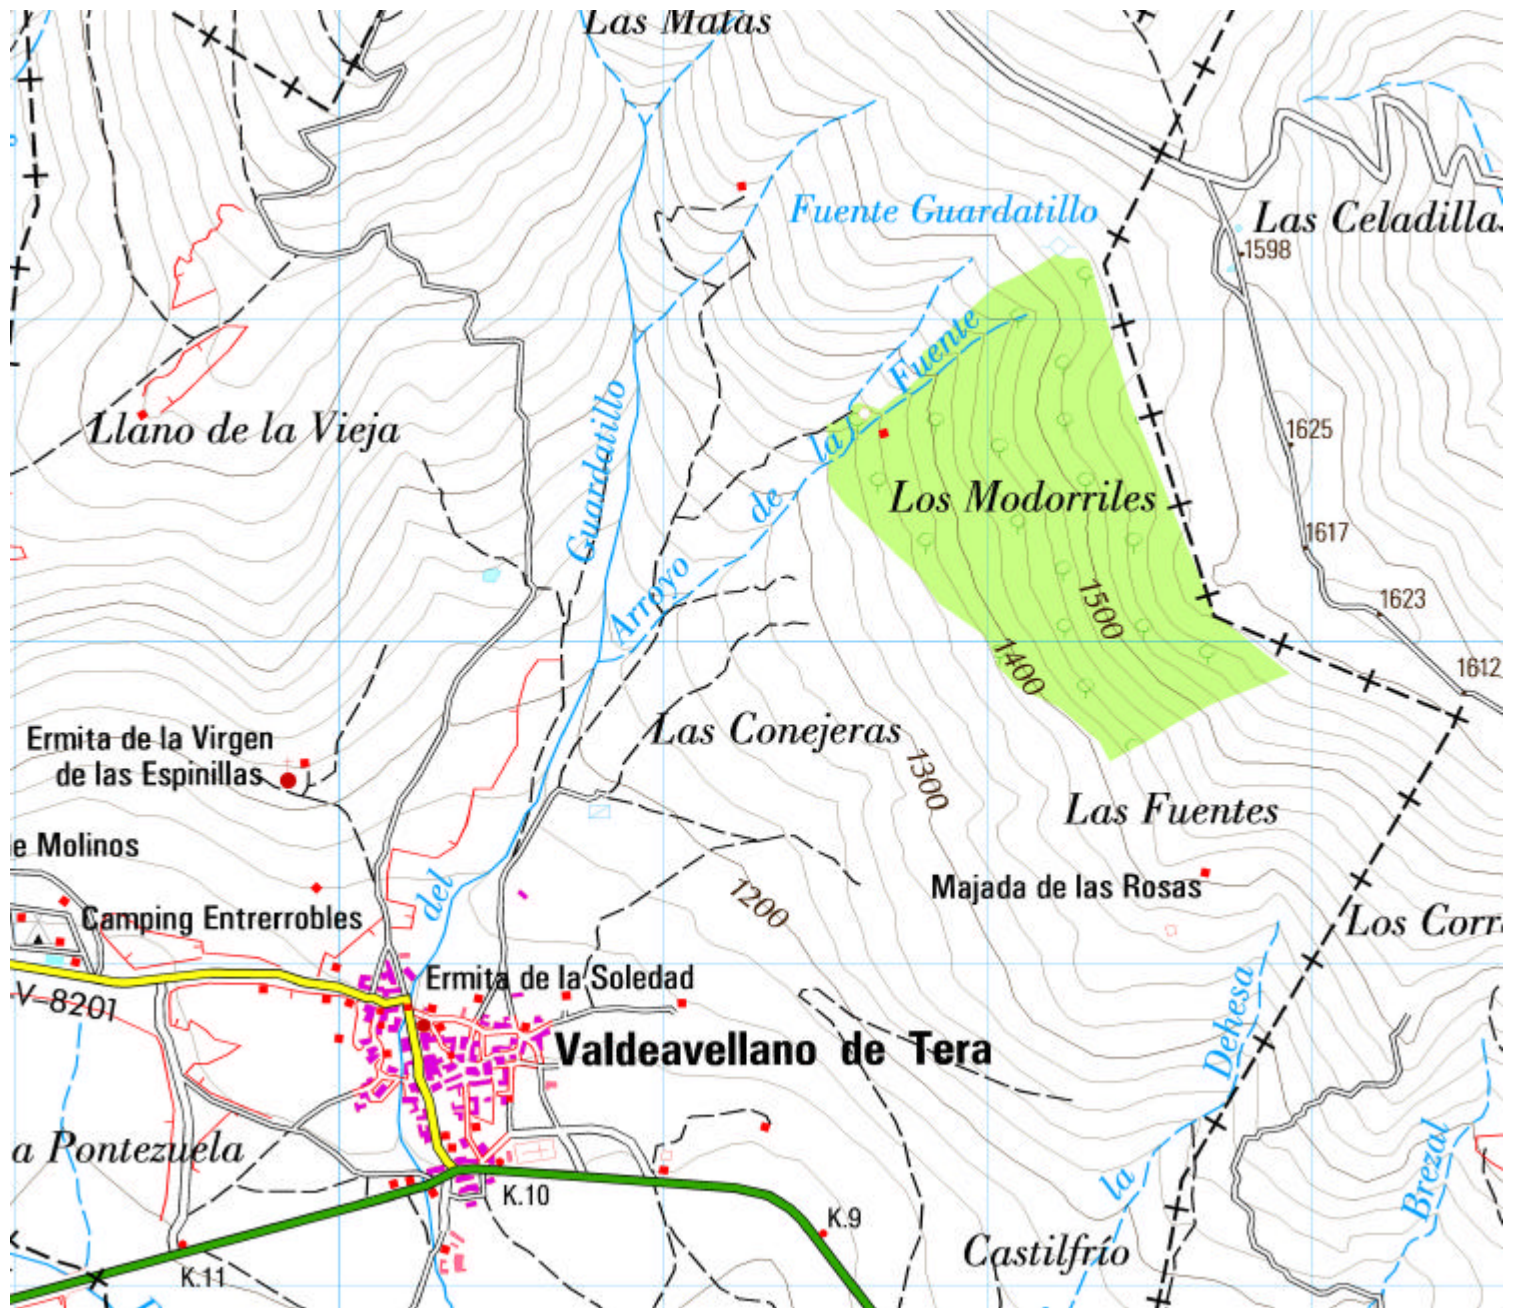 Las Matas
Fuente Guardatillo
Las Celadillas
1598
Fuente
la
de
Arroyo
Guardatillo
del
Llano de la Vieja
1625
Los Modorriles
1617
1500
1623
1400
1612
Ermita de la Virgen
de las Espinillas
Las Conejeras
1300
Las Fuentes
e Molinos
1200
Majada de las Rosas
Camping Entrerrobles
Los Corr
Ermita de la Soledad
V-8201
Valdeavellano de Tera
Dehesa
la
a Pontezuela
Brezal
K.10
K.9
Castilfrío
K.11